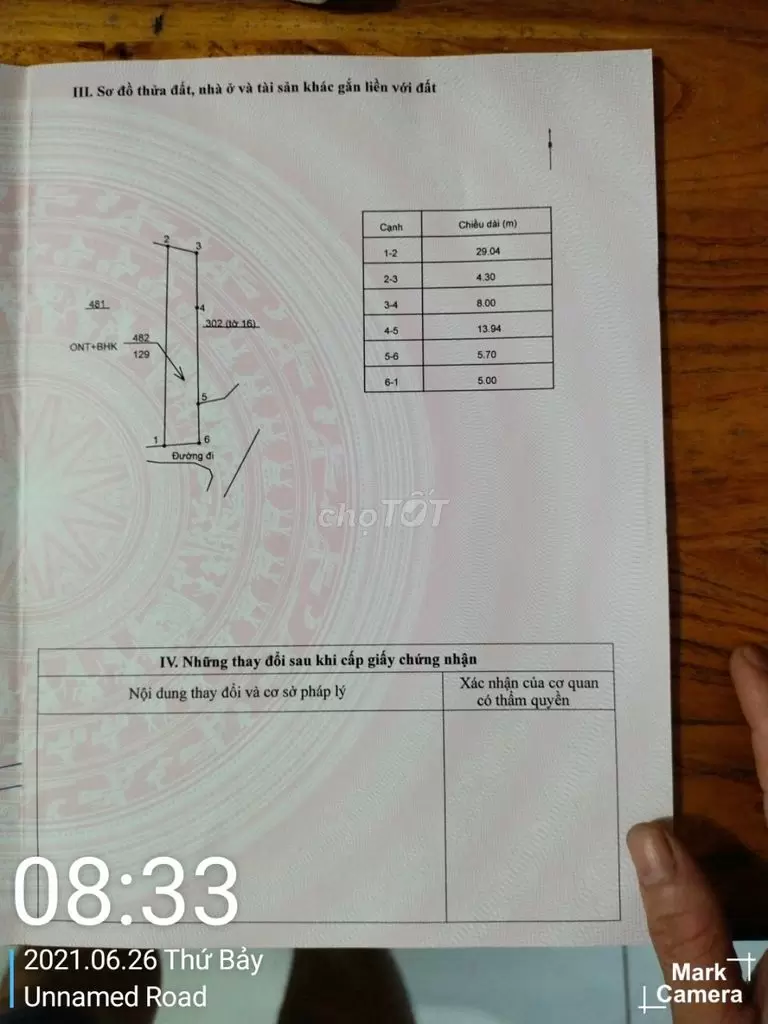 III. Sơ đồ thửa đất, nhà ở và tài sản khác gắn liền với đất
Cạnh Chiều dài (m)
1-2 29.04
2-3 4.30
3-4 8.00
4-5 13.94
5-6 5.70
6-1 5.00
2
3
481
4
302 (tờ 16)
ONT+BHK 482
129
5
1
6
Đường đi
chợTỐT
IV. Những thay đổi sau khi cấp giấy chứng nhận
Nội dung thay đổi và cơ sở pháp lý
Xác nhận của cơ quan
có thẩm quyền
08:33
2021.06.26 Thứ Bảy
Unnamed Road
Mark
Camera